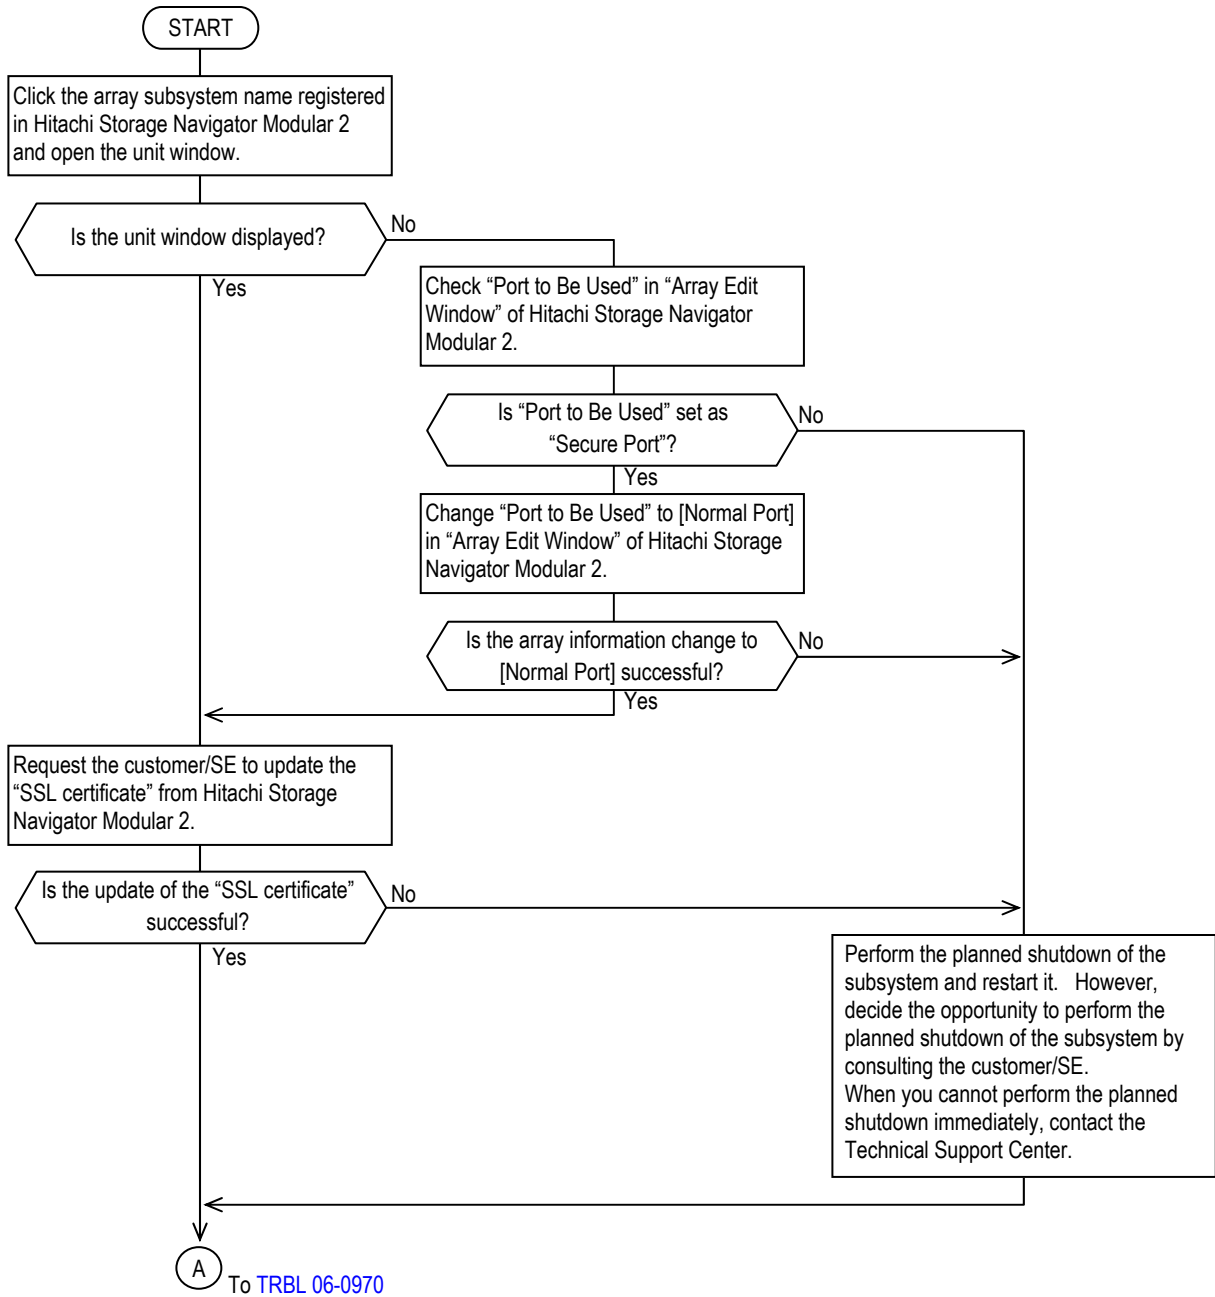 START
Click the array subsystem name registered
in Hitachi Storage Navigator Modular 2
and open the unit window.
Is the unit window displayed?
No
Yes
Check “Port to Be Used” in “Array Edit
Window” of Hitachi Storage Navigator
Modular 2.
Is “Port to Be Used” set as
“Secure Port”?
No
Yes
Change “Port to Be Used” to [Normal Port]
in “Array Edit Window” of Hitachi Storage
Navigator Modular 2.
Is the array information change to
[Normal Port] successful?
No
Yes
Request the customer/SE to update the
“SSL certificate” from Hitachi Storage
Navigator Modular 2.
Is the update of the “SSL certificate”
successful?
No
Yes
Perform the planned shutdown of the
subsystem and restart it. However,
decide the opportunity to perform the
planned shutdown of the subsystem by
consulting the customer/SE.
When you cannot perform the planned
shutdown immediately, contact the
Technical Support Center.
A
To TRBL 06-0970